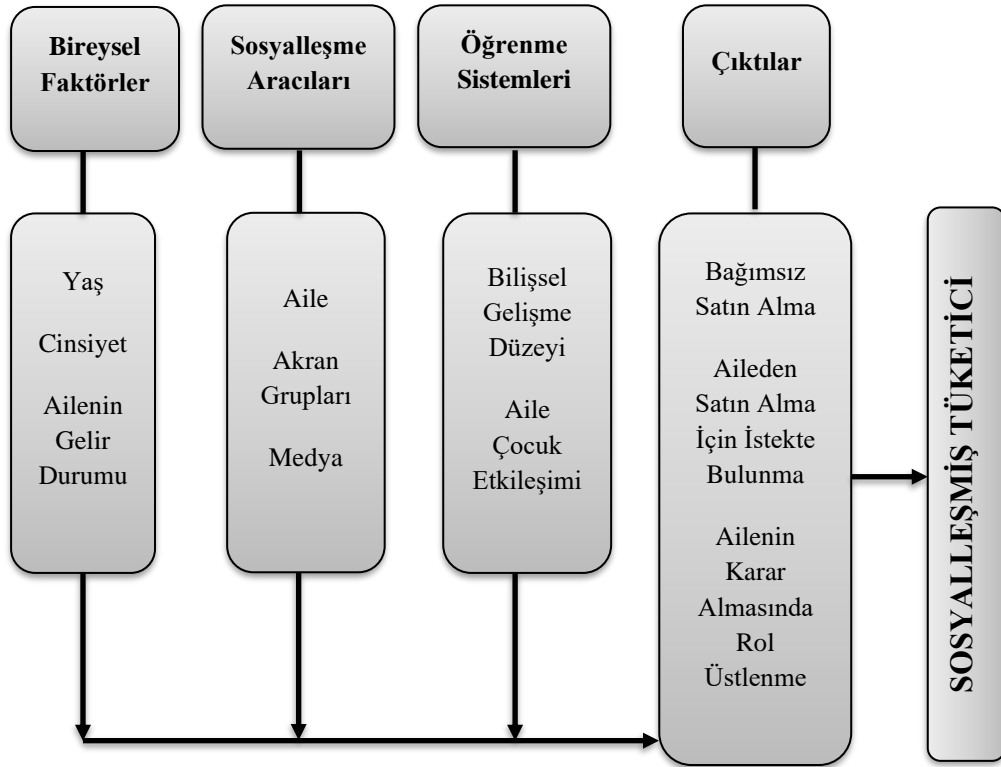 Bireysel
Faktörler
Sosyalleşme
Aracıları
Öğrenme
Sistemleri
Çıktılar
Yaş
Cinsiyet
Ailenin
Gelir
Durumu
Aile
Akran
Grupları
Medya
Bilişsel
Gelişme
Düzeyi
Aile
Çocuk
Etkileşimi
Bağımsız
Satın Alma
Aileden
Satın Alma
İçin İstekte
Bulunma
Ailenin
Karar
Almasında
Rol
Üstlenme
SOSYALLEŞMİŞ TÜKETİCİ